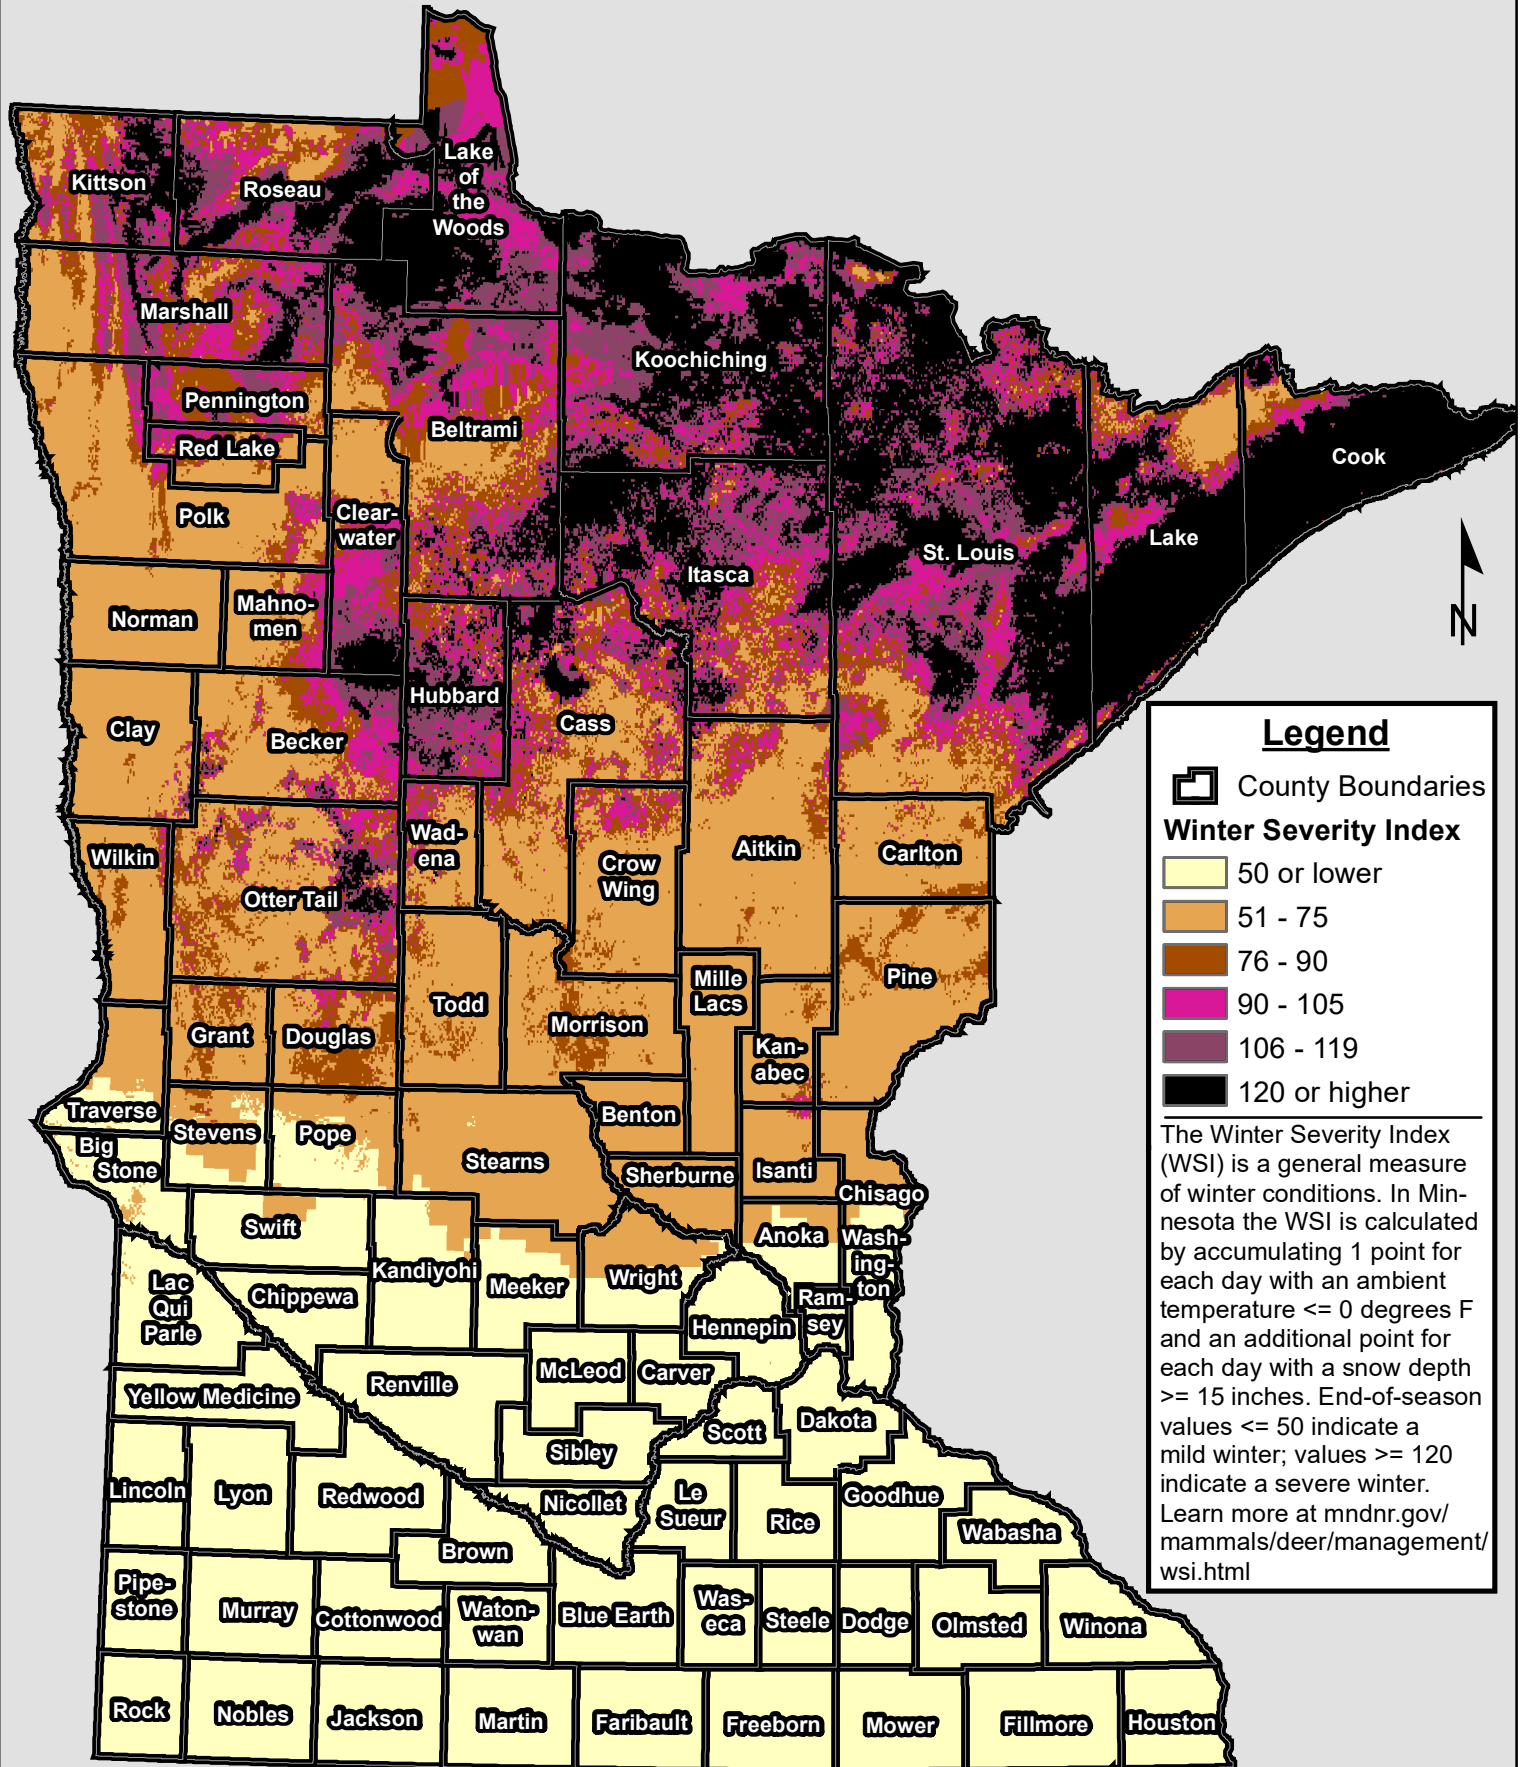 Lake
of
the
Woods
Kittson
Roseau
Marshall
Koochiching
Pennington
Beltrami
Red Lake
Cook
Polk
Clear-
water
Lake
St. Louis
Itasca
Norman
Mahno-
men
N
Hubbard
Cass
Clay
Becker
Wad-
ena
Wilkin
Crow
Wing
Aitkin
Carlton
Otter Tail
Mille
Lacs
Pine
Todd
Grant
Douglas
Morrison
Kan-
abec
Traverse
Stevens
Pope
Benton
Big
Stone
Stearns
Sherburne
Isanti
Chisago
Swift
Anoka
Wash-
ing-
ton
Kandiyohi
Meeker
Wright
Lac
Qui
Parle
Chippewa
Ram-
sey
Hennepin
McLeod
Carver
Renville
Yellow Medicine
Dakota
Scott
Sibley
Lincoln
Lyon
Redwood
Nicollet
Le
Sueur
Rice
Goodhue
Wabasha
Brown
Pipe-
stone
Murray
Cottonwood
Waton-
wan
Blue Earth
Was-
eca
Steele
Dodge
Olmsted
Winona
Rock
Nobles
Jackson
Martin
Faribault
Freeborn
Mower
Fillmore
Houston
Legend
County Boundaries
Winter Severity Index
50 or lower
51 - 75
76 - 90
90 - 105
106 - 119
120 or higher
The Winter Severity Index
(WSI) is a general measure
of winter conditions. In Min-
nesota the WSI is calculated
by accumulating 1 point for
each day with an ambient
temperature <= 0 degrees F
and an additional point for
each day with a snow depth
>= 15 inches. End-of-season
values <= 50 indicate a
mild winter; values >= 120
indicate a severe winter.
Learn more at mndnr.gov/
mammals/deer/management/
wsi.html